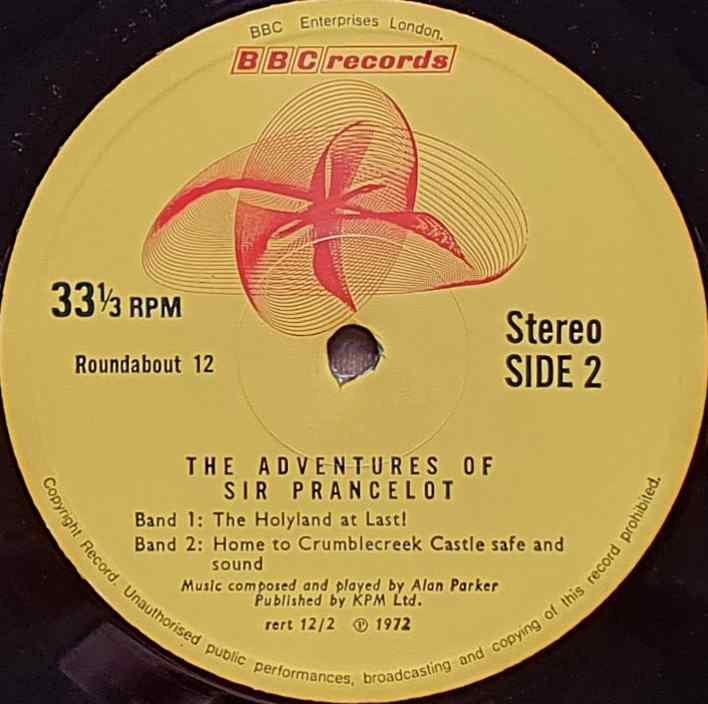 BBC Enterprises London.
BBC records
33⅓ RPM
Roundabout 12
Stereo
SIDE 2
THE ADVENTURES OF
SIR PRANCELOT
Band 1: The Holyland at Last!
Band 2: Home to Crumblecreek Castle safe and
sound
Music composed and played by Alan Parker
Published by KPM Ltd.
rert 12/2 ℗ 1972
Copyright Record. Unauthorised public performances, broadcasting and copying of this record prohibited.